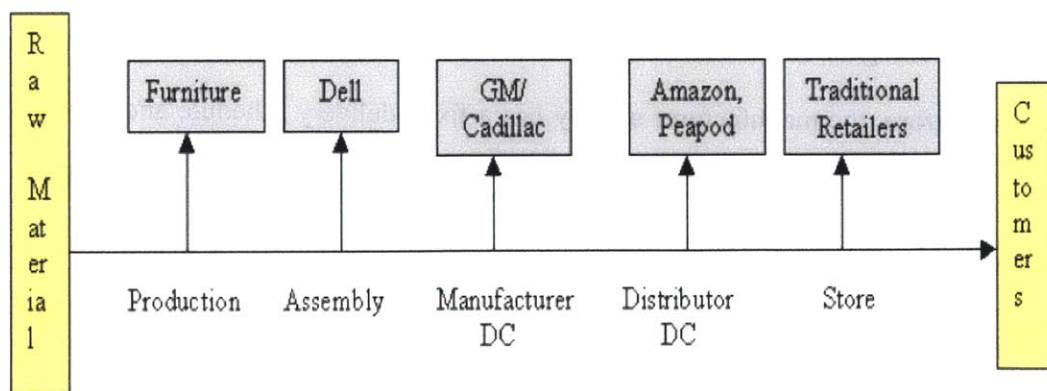 R
a
w
M
at
er
ia
l
Furniture
Dell
GM/
Cadillac
Amazon,
Peapod
Traditional
Retailers
C
us
to
m
er
s
Production
Assembly
Manufacturer
DC
Distributor
DC
Store